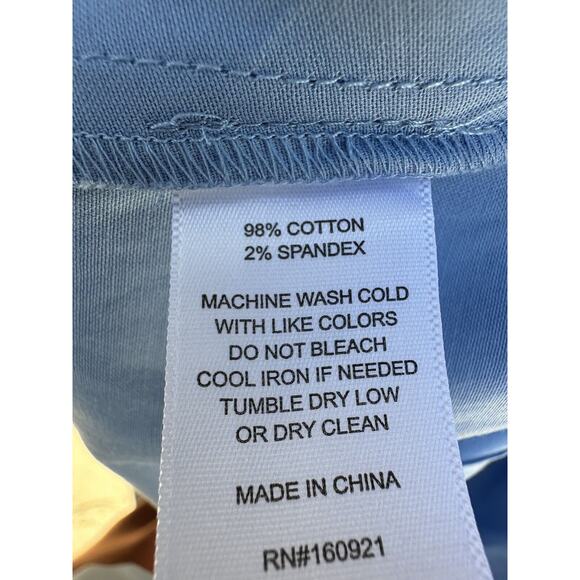 98% COTTON
2% SPANDEX
MACHINE WASH COLD
WITH LIKE COLORS
DO NOT BLEACH
COOL IRON IF NEEDED
TUMBLE DRY LOW
OR DRY CLEAN
MADE IN CHINA
RN#160921